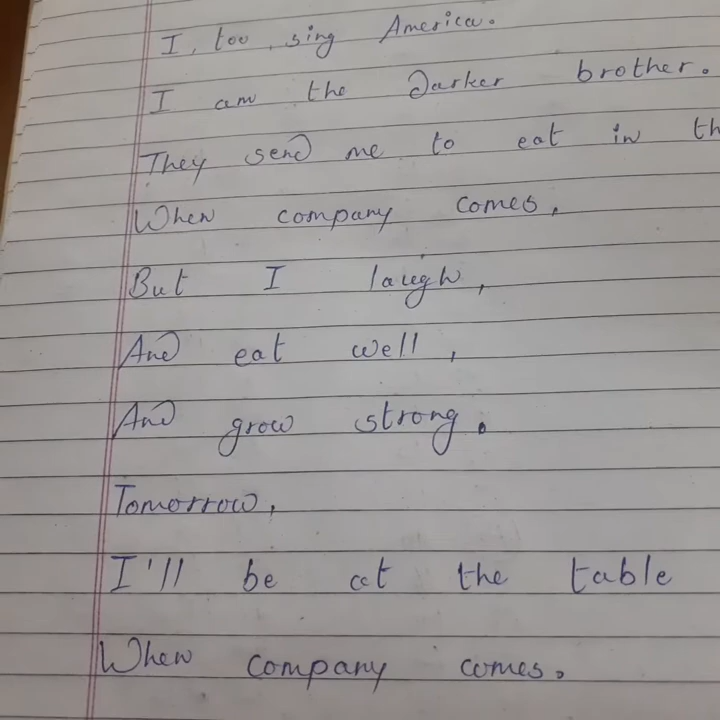 I, too, sing America.
I am the darker brother.
They send me to eat in th
When company comes,
But I laugh,
And eat well,
And grow strong.
Tomorrow,
I'll be at the table
When company comes.